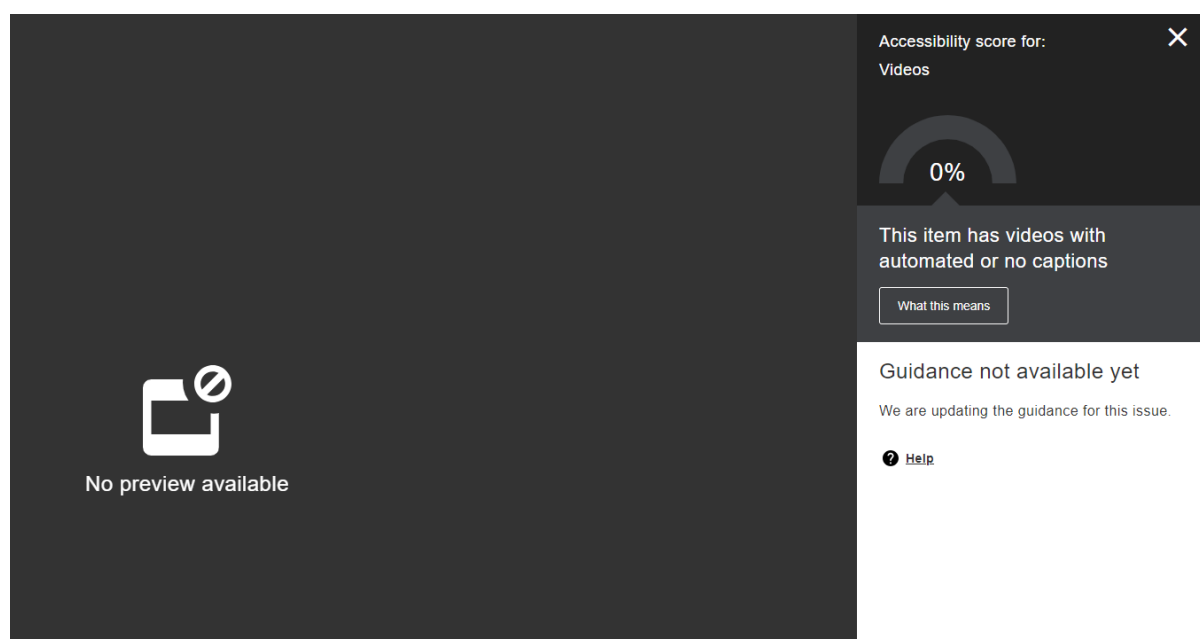 Accessibility score for:
Videos
0%
This item has videos with
automated or no captions
What this means
No preview available
Guidance not available yet
We are updating the guidance for this issue.
? Help